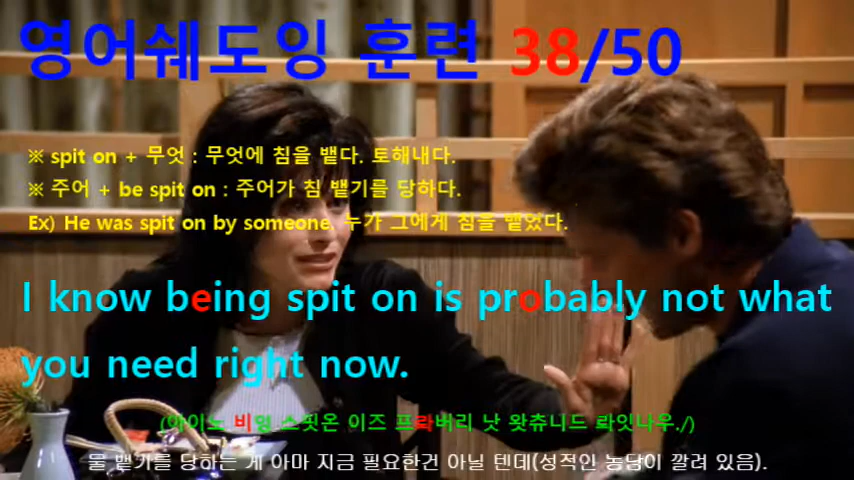 영어쉐도잉 훈련 38/50
※ spit on + 무엇 : 무엇에 침을 뱉다. 토해내다.
※ 주어 + be spit on : 주어가 침 뱉기를 당하다.
Ex) He was spit on by someone. 누가 그에게 침을 뱉었다.
I know being spit on is probably not what
you need right now.
(아이노 비잉 스핏온 이즈 프롸버리 낫 왓츄니드 롸잇나우./)
물 뱉기를 당하는 게 아마 지금 필요한건 아닐 텐데(성적인 농담이 깔려 있음).